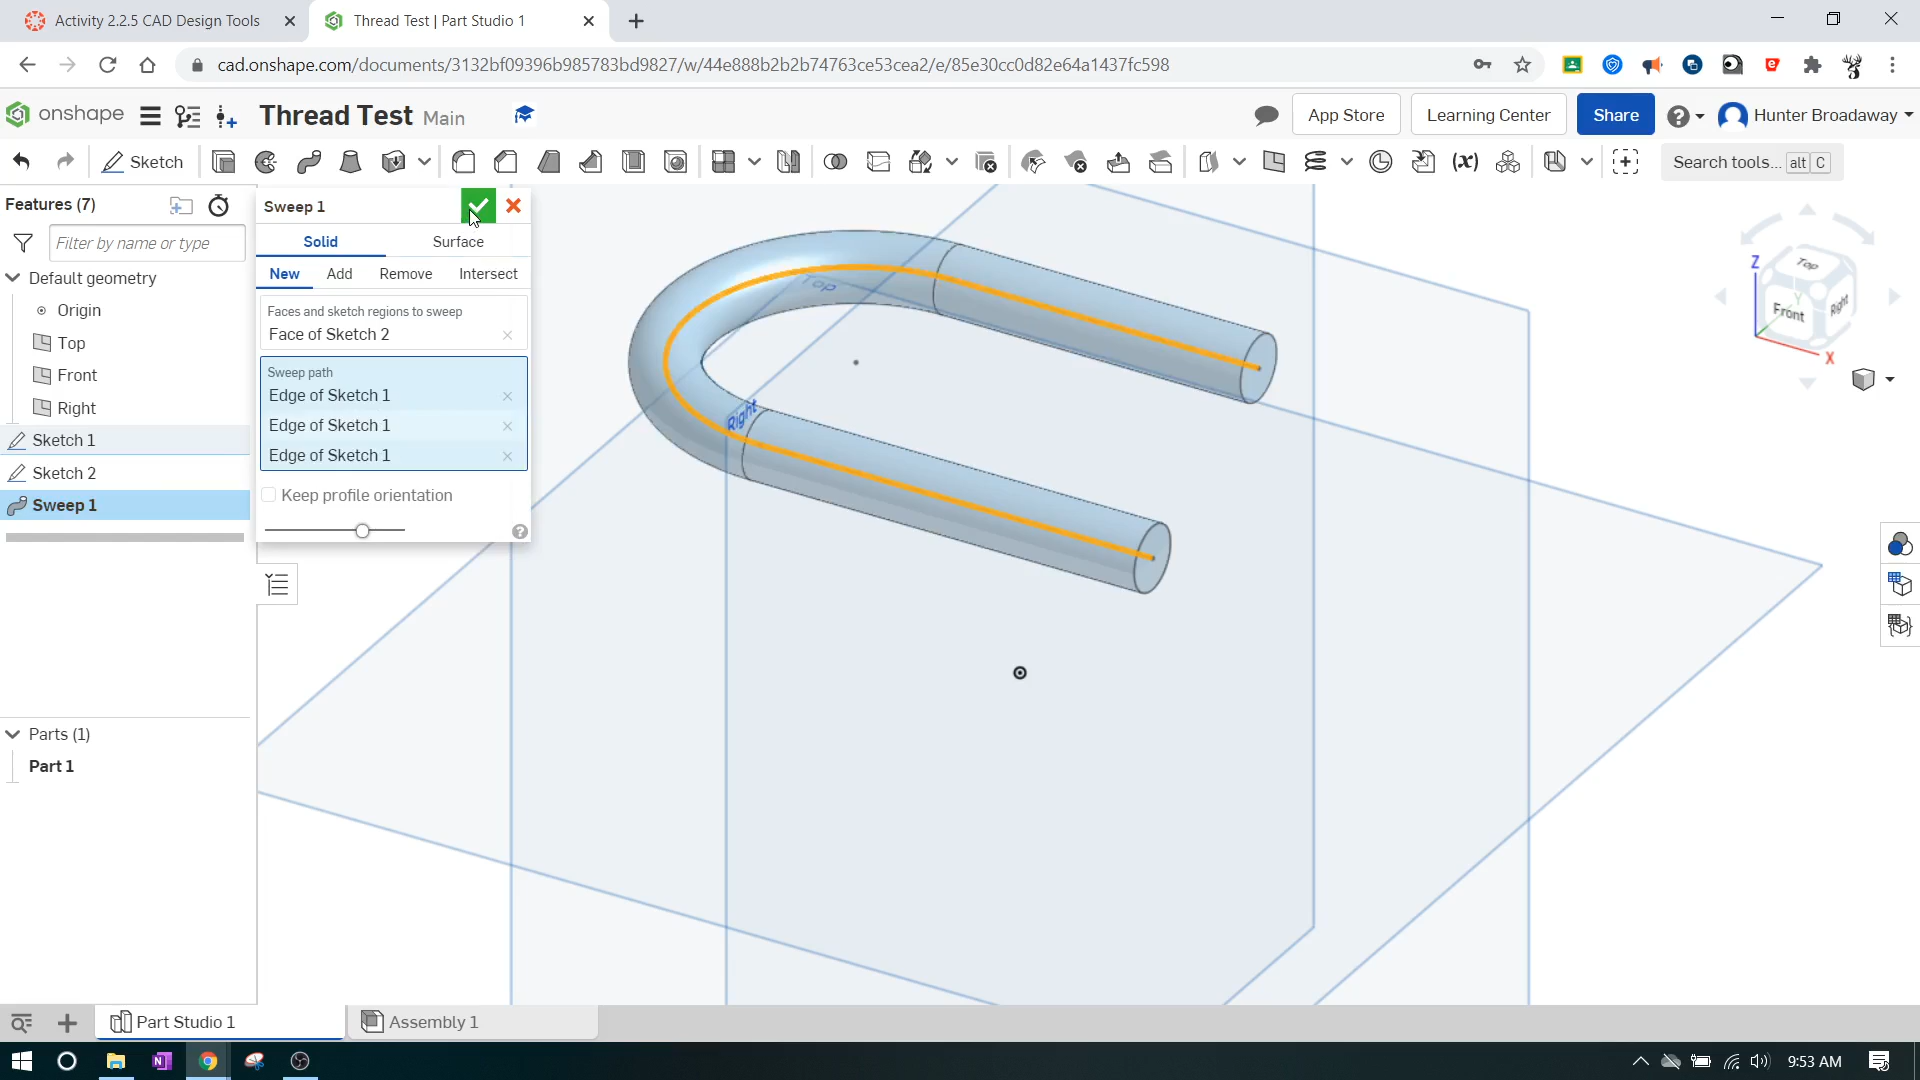 Activity 2.2.5 CAD Design Tools
Thread Test | Part Studio 1
cad.onshape.com/documents/3132bf09396b985783bd9827/w/44e888b2b2b74763ce53cea2/e/85e30cc0d82e64a1437fc598
onshape
Thread Test Main
App Store
Learning Center
Share
Hunter Broadaway
Sketch
(x)
Search tools... alt C
Features (7)
Filter by name or type
Default geometry
Origin
Top
Front
Right
Sketch 1
Sketch 2
Sweep 1
Sweep 1
Solid
Surface
New
Add
Remove
Intersect
Faces and sketch regions to sweep
Face of Sketch 2
Sweep path
Edge of Sketch 1
Edge of Sketch 1
Edge of Sketch 1
Keep profile orientation
Top
Right
Z
Top
Front
Y
Right
X
Parts (1)
Part 1
Part Studio 1
Assembly 1
9:53 AM